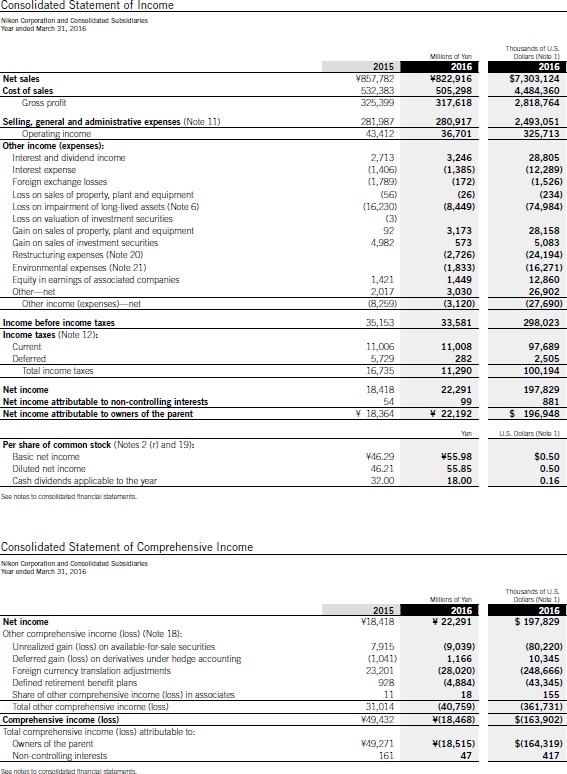 Consolidated Statement of Income
Nikon Corporation and Consolidated Subsidiaries
Year ended March 31, 2016
Thousands of U.S.
Millions of Yen Dollars (Note 1)
2015 2016 2016
Net sales ¥857,782 ¥822,916 $7,303,124
Cost of sales 532,383 505,298 4,484,360
Gross profit 325,399 317,618 2,818,764
Selling, general and administrative expenses (Note 11) 281,987 280,917 2,493,051
Operating income 43,412 36,701 325,713
Other income (expenses):
Interest and dividend income 2,713 3,246 28,805
Interest expense (1,406) (1,385) (12,289)
Foreign exchange losses (1,789) (172) (1,526)
Loss on sales of property, plant and equipment (56) (26) (234)
Loss on impairment of long-lived assets (Note 6) (16,230) (8,449) (74,984)
Loss on valuation of investment securities (3)
Gain on sales of property, plant and equipment 92 3,173 28,158
Gain on sales of investment securities 4,982 573 5,083
Restructuring expenses (Note 20) (2,726) (24,194)
Environmental expenses (Note 21) (1,833) (16,271)
Equity in earnings of associated companies 1,421 1,449 12,860
Other—net 2,017 3,030 26,902
Other income (expenses)—net (8,259) (3,120) (27,690)
Income before income taxes 35,153 33,581 298,023
Income taxes (Note 12):
Current 11,006 11,008 97,689
Deferred 5,729 282 2,505
Total income taxes 16,735 11,290 100,194
Net income 18,418 22,291 197,829
Net income attributable to non-controlling interests 54 99 881
Net income attributable to owners of the parent ¥ 18,364 ¥ 22,192 $ 196,948
Yen U.S. Dollars (Note 1)
Per share of common stock (Notes 2 (r) and 19):
Basic net income ¥46.29 ¥55.98 $0.50
Diluted net income 46.21 55.85 0.50
Cash dividends applicable to the year 32.00 18.00 0.16
See notes to consolidated financial statements.
Consolidated Statement of Comprehensive Income
Nikon Corporation and Consolidated Subsidiaries
Year ended March 31, 2016
Thousands of U.S.
Millions of Yen Dollars (Note 1)
2015 2016 2016
Net income ¥18,418 ¥ 22,291 $ 197,829
Other comprehensive income (loss) (Note 18):
Unrealized gain (loss) on available-for-sale securities 7,915 (9,039) (80,220)
Deferred gain (loss) on derivatives under hedge accounting (1,041) 1,166 10,345
Foreign currency translation adjustments 23,201 (28,020) (248,666)
Defined retirement benefit plans 928 (4,884) (43,345)
Share of other comprehensive income (loss) in associates 11 18 155
Total other comprehensive income (loss) 31,014 (40,759) (361,731)
Comprehensive income (loss) ¥49,432 ¥(18,468) $(163,902)
Total comprehensive income (loss) attributable to:
Owners of the parent ¥49,271 ¥(18,515) $(164,319)
Non-controlling interests 161 47 417
See notes to consolidated financial statements.